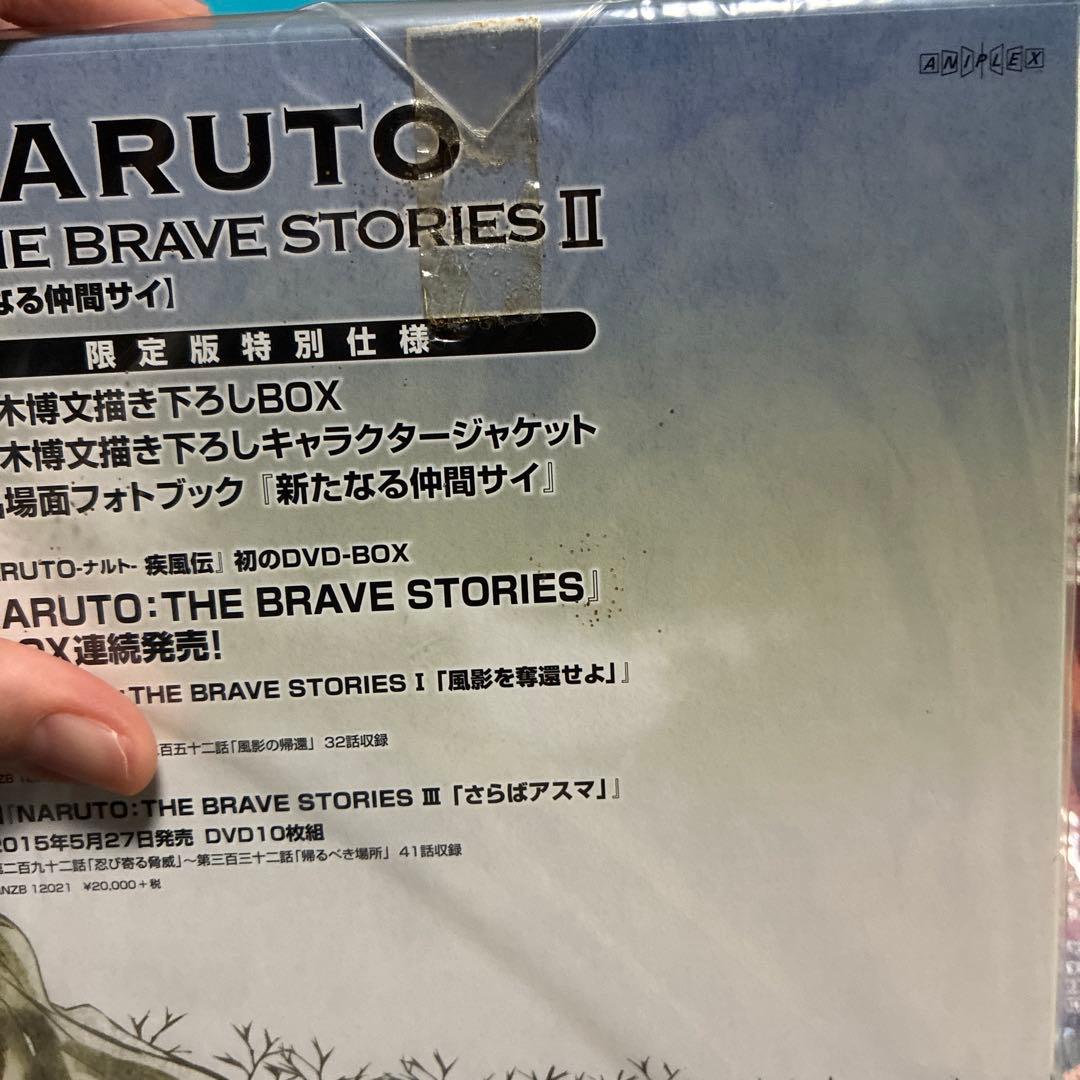 ANIPLEX
ARUTO
HE BRAVE STORIES Ⅱ
なる仲間サイ】
限定版特別仕様
木博文描き下ろしBOX
木博文描き下ろしキャラクタージャケット
場面フォトブック『新たなる仲間サイ』
RUTO-ナルト- 疾風伝』初のDVD-BOX
ARUTO:THE BRAVE STORIES』
OX連続発売!
:THE BRAVE STORIES Ⅰ「風影を奪還せよ」』
百五十二話「風影の帰還」 32話収録
『NARUTO:THE BRAVE STORIES Ⅲ「さらばアスマ」』
2015年5月27日発売 DVD10枚組
第二百九十二話「忍び寄る脅威」~第三百三十二話「帰るべき場所」 41話収録
ANZB 12021 ¥20,000+税